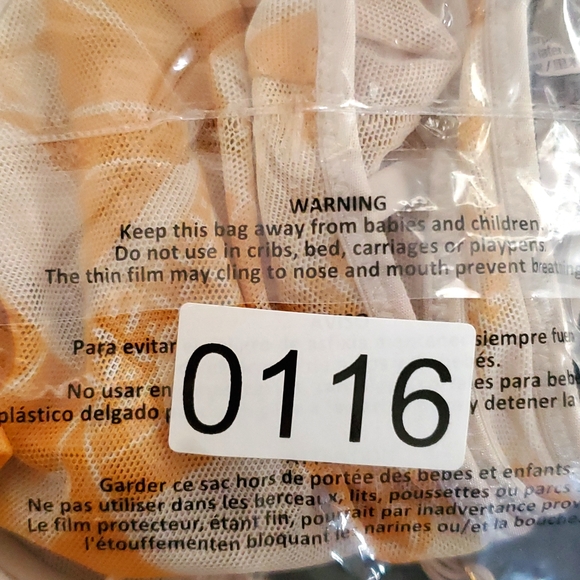 WARNING
Keep this bag away from babies and children.
Do not use in cribs, bed, carriages or playpens.
The thin film may cling to nose and mouth prevent breathing
Para evitar siempre fuera
és.
No usar en es para beb
plástico delgado y detener la
0116
Garder ce sac hors de portée des bebes et enfants.
Ne pas utiliser dans les berceaux, lits, poussettes ou parcs
Le film protecteur, étant fin, pourrait par inadvertance prov
l'étouffementen bloquant les narines ou/et la bouche